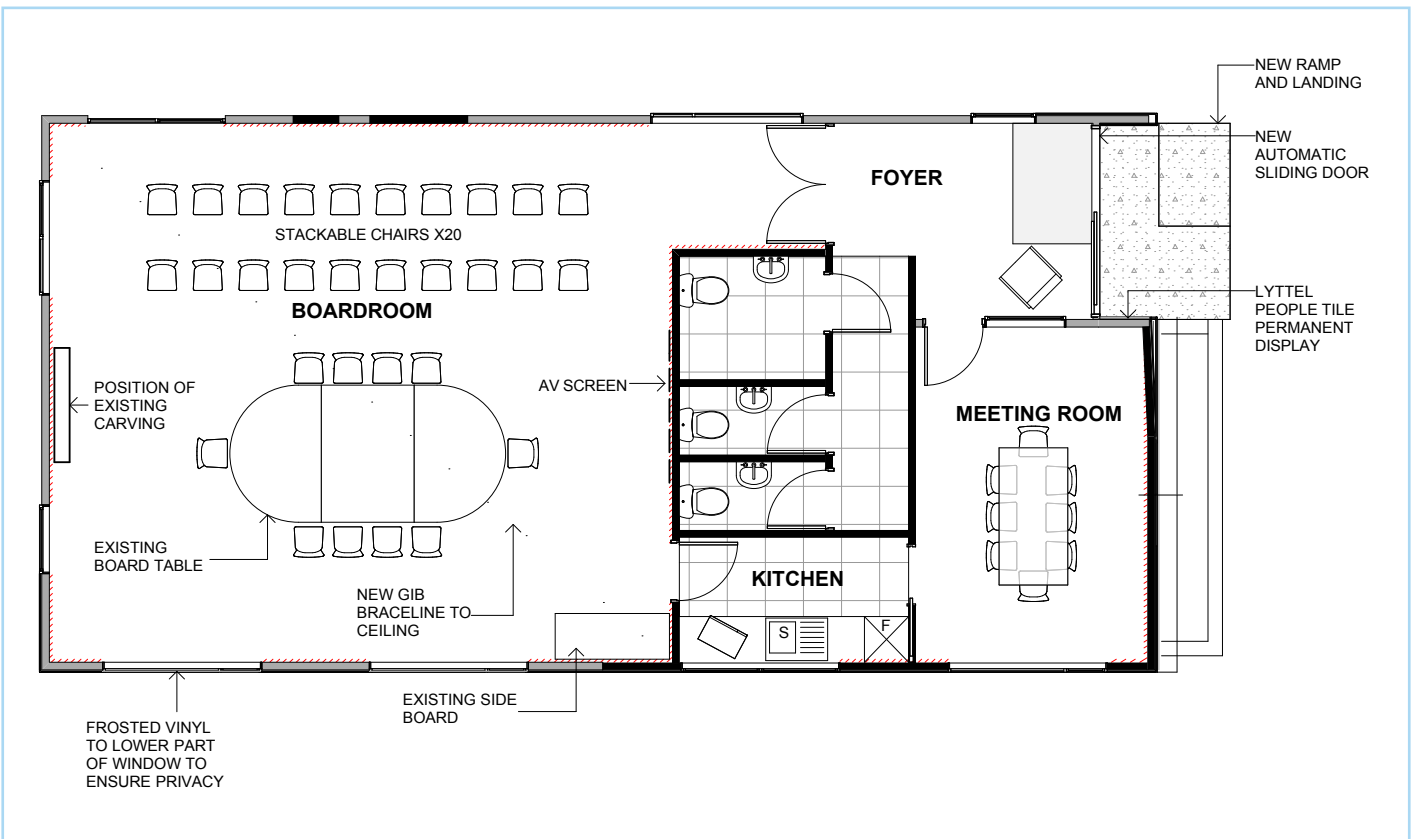 NEW RAMP
AND LANDING
NEW
AUTOMATIC
SLIDING DOOR
FOYER
STACKABLE CHAIRS X20
BOARDROOM
LYTTEL
PEOPLE TILE
PERMANENT
DISPLAY
POSITION OF
EXISTING
CARVING
AV SCREEN
MEETING ROOM
EXISTING
BOARD TABLE
NEW GIB
BRACELINE TO
CEILING
KITCHEN
S
F
EXISTING SIDE
BOARD
FROSTED VINYL
TO LOWER PART
OF WINDOW TO
ENSURE PRIVACY